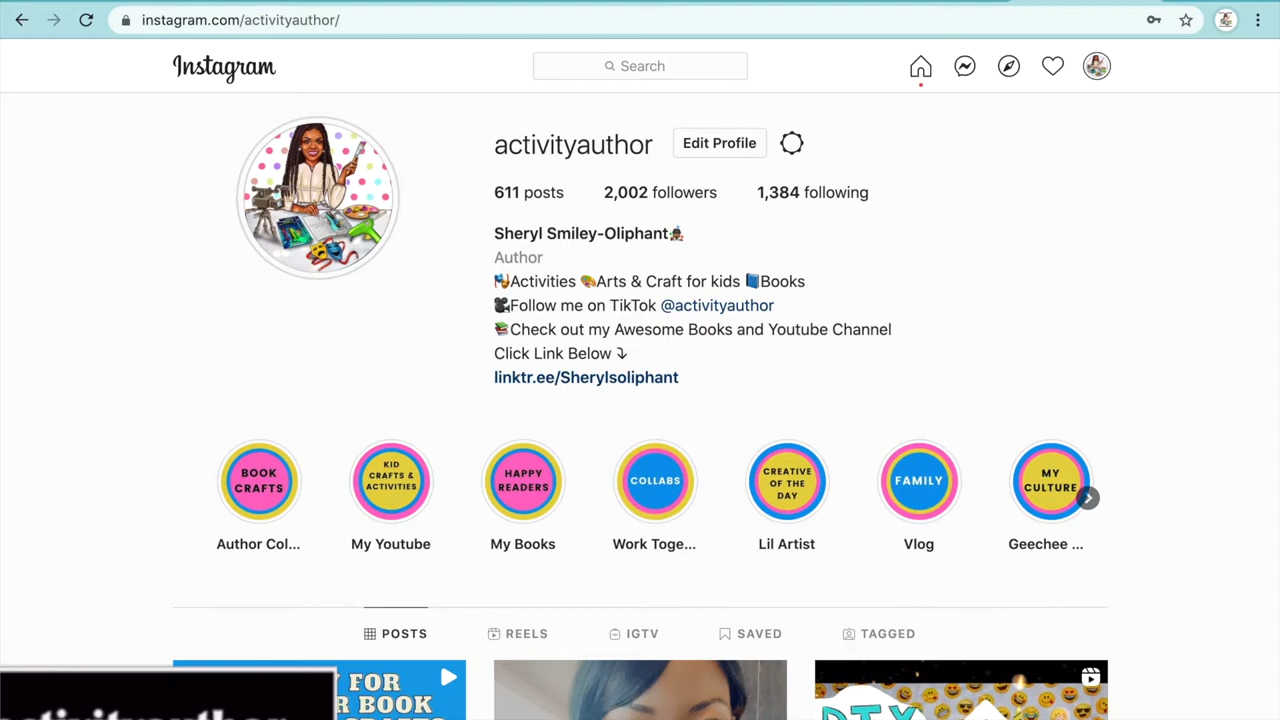 instagram.com/activityauthor/
Instagram
Search
activityauthor
Edit Profile
611 posts
2,002 followers
1,384 following
Sheryl Smiley-Oliphant
Author
Activities Arts & Craft for kids Books
Follow me on TikTok @activityauthor
Check out my Awesome Books and Youtube Channel
Click Link Below ⤵
linktr.ee/Sherylsoliphant
BOOK
CRAFTS
KID
CRAFTS &
ACTIVITIES
HAPPY
READERS
COLLABS
CREATIVE
OF THE
DAY
FAMILY
MY
CULTURE
Author Col...
My Youtube
My Books
Work Toge...
Lil Artist
Vlog
Geechee ...
POSTS
REELS
IGTV
SAVED
TAGGED
FOR
BOOK
DIY
activityauthor